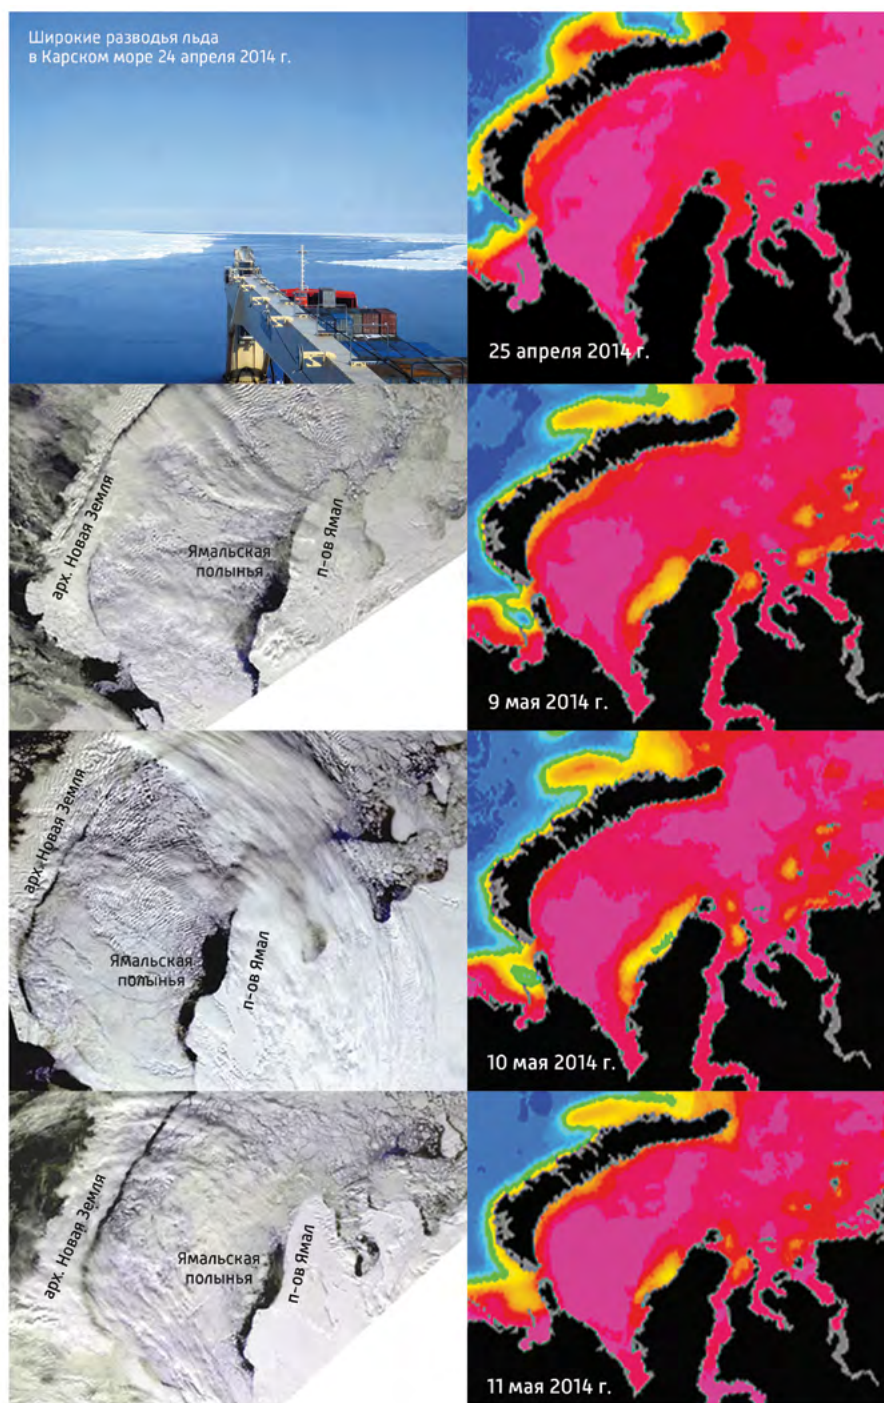 Широкие разводья льда
в Карском море 24 апреля 2014 г.
25 апреля 2014 г.
арх. Новая Земля
Ямальская
полынья
п-ов Ямал
9 мая 2014 г.
арх. Новая Земля
Ямальская
полынья
п-ов Ямал
10 мая 2014 г.
арх. Новая Земля
Ямальская
полынья
п-ов Ямал
11 мая 2014 г.